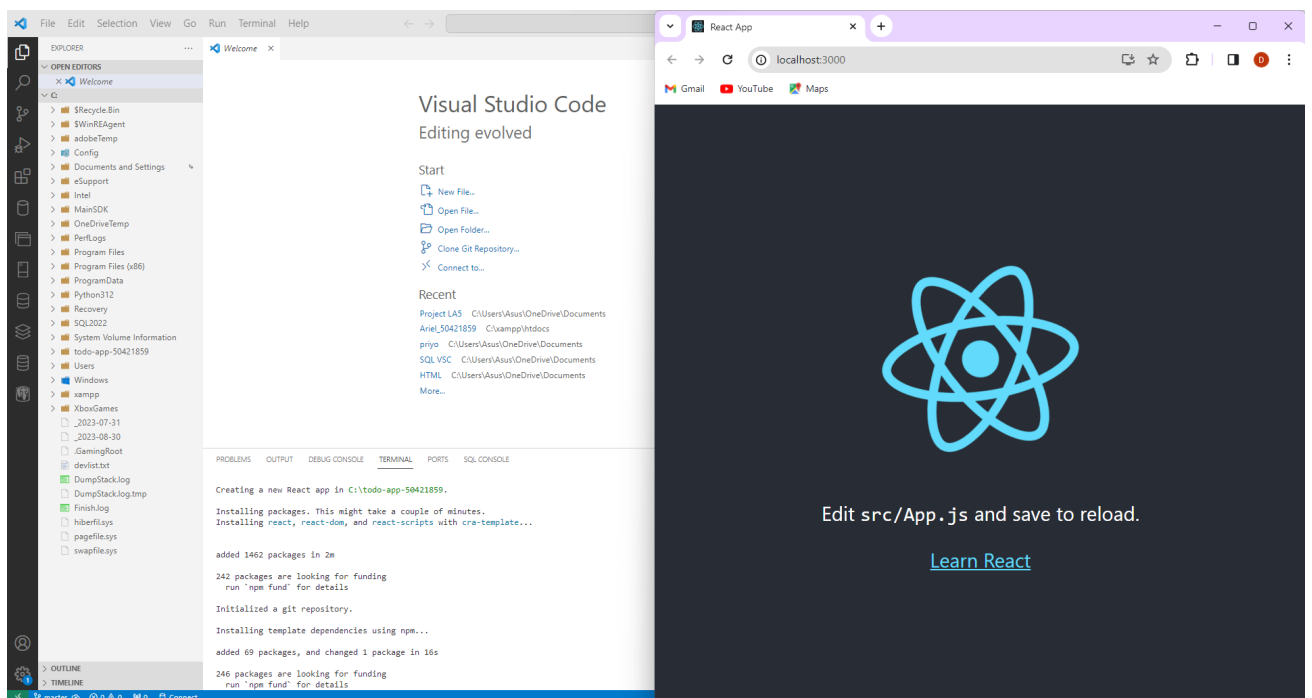 File Edit Selection View Go Run Terminal Help
EXPLORER
Welcome
OPEN EDITORS
Welcome
C:
$Recycle.Bin
$WinREAgent
adobeTemp
Config
Documents and Settings
eSupport
Intel
MainSDK
OneDriveTemp
PerfLogs
Program Files
Program Files (x86)
ProgramData
Python312
Recovery
SQL2022
System Volume Information
todo-app-50421859
Users
Windows
xampp
XboxGames
_2023-07-31
_2023-08-30
.GamingRoot
devlist.txt
DumpStack.log
DumpStack.log.tmp
Finish.log
hiberfil.sys
pagefile.sys
swapfile.sys
OUTLINE
TIMELINE
Visual Studio Code
Editing evolved
Start
New File...
Open File...
Open Folder...
Clone Git Repository...
Connect to...
Recent
Project LA5 C:\Users\Asus\OneDrive\Documents
Ariel_50421859 C:\xampp\htdocs
priyo C:\Users\Asus\OneDrive\Documents
SQL VSC C:\Users\Asus\OneDrive\Documents
HTML C:\Users\Asus\OneDrive\Documents
More...
PROBLEMS OUTPUT DEBUG CONSOLE TERMINAL PORTS SQL CONSOLE
Creating a new React app in C:\todo-app-50421859.
Installing packages. This might take a couple of minutes.
Installing react, react-dom, and react-scripts with cra-template...
added 1462 packages in 2m
242 packages are looking for funding
run `npm fund` for details
Initialized a git repository.
Installing template dependencies using npm...
added 69 packages, and changed 1 package in 16s
246 packages are looking for funding
run `npm fund` for details
master 0 0 0 Connect
React App
localhost:3000
D
Gmail YouTube Maps
Edit src/App.js and save to reload.
Learn React